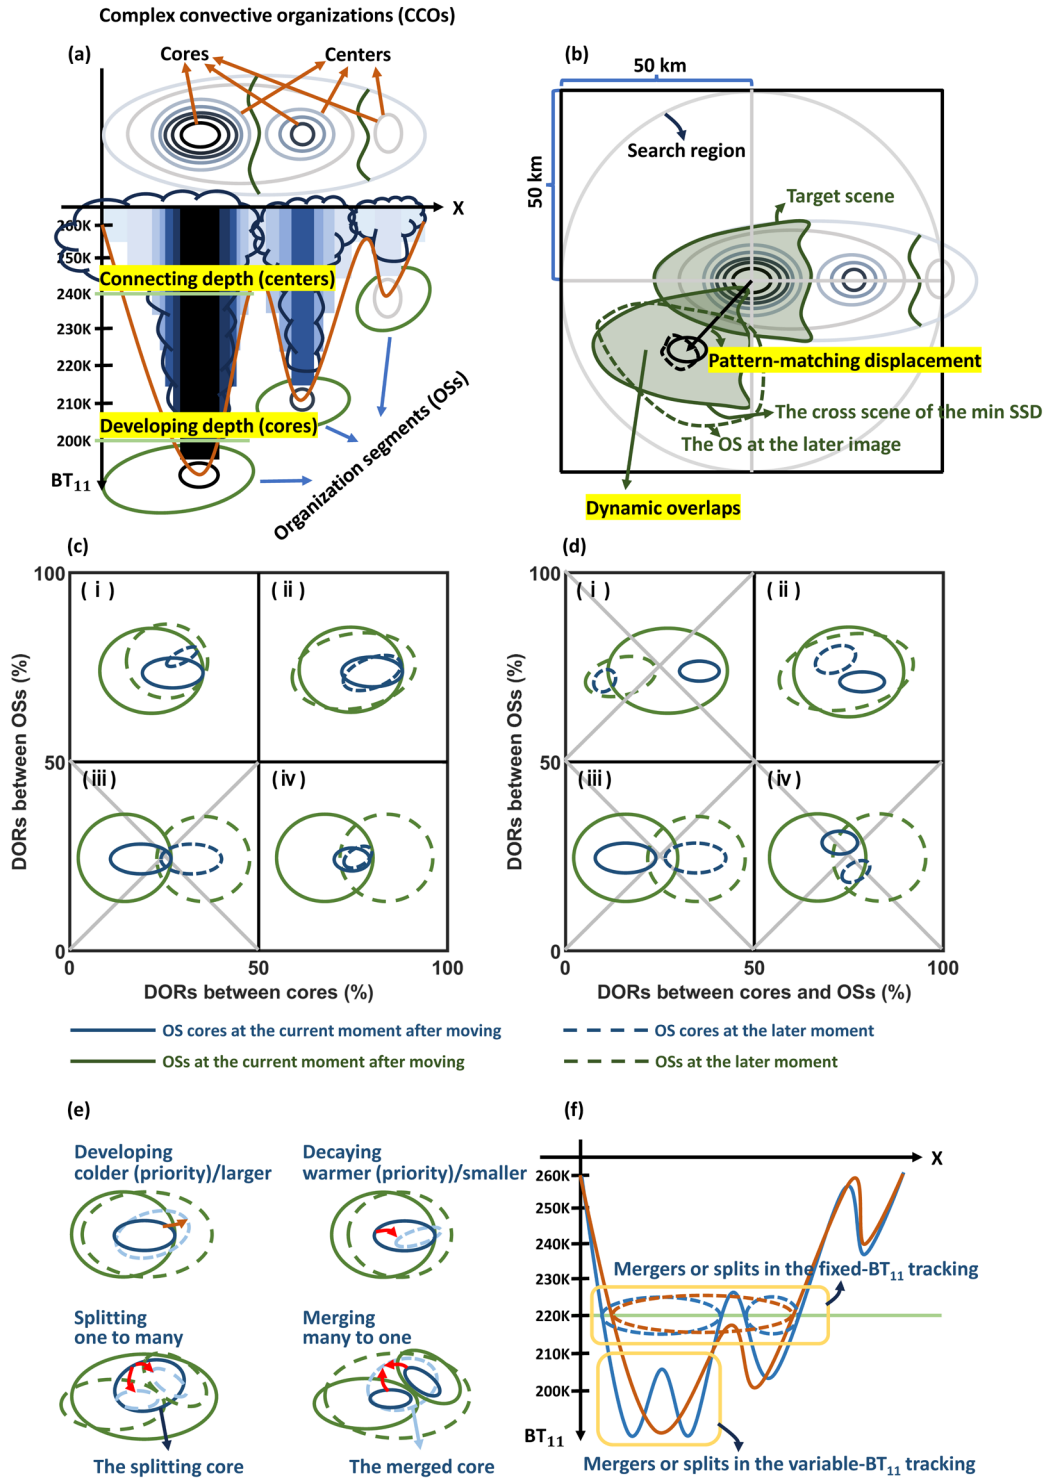 Complex convective organizations (CCOs)
(a)
Cores
Centers
X
260K
250K
Connecting depth (centers)
240K
230K
220K
210K
Developing depth (cores)
200K
BT11
Organization segments (OSs)
(b)
50 km
50 km
Search region
Target scene
Pattern-matching displacement
The cross scene of the min SSD
The OS at the later image
Dynamic overlaps
(c)
100
( i )
( ii )
DORs between OSs (%)
50
( iii )
( iv )
0
0
50
100
DORs between cores (%)
(d)
100
( i )
( ii )
DORs between OSs (%)
50
( iii )
( iv )
0
0
50
100
DORs between cores and OSs (%)
OS cores at the current moment after moving
OS cores at the later moment
OSs at the current moment after moving
OSs at the later moment
(e)
Developing
colder (priority)/larger
Decaying
warmer (priority)/smaller
Splitting
one to many
Merging
many to one
The splitting core
The merged core
(f)
X
260K
250K
240K
230K
Mergers or splits in the fixed-BT11 tracking
220K
210K
200K
BT11
Mergers or splits in the variable-BT11 tracking